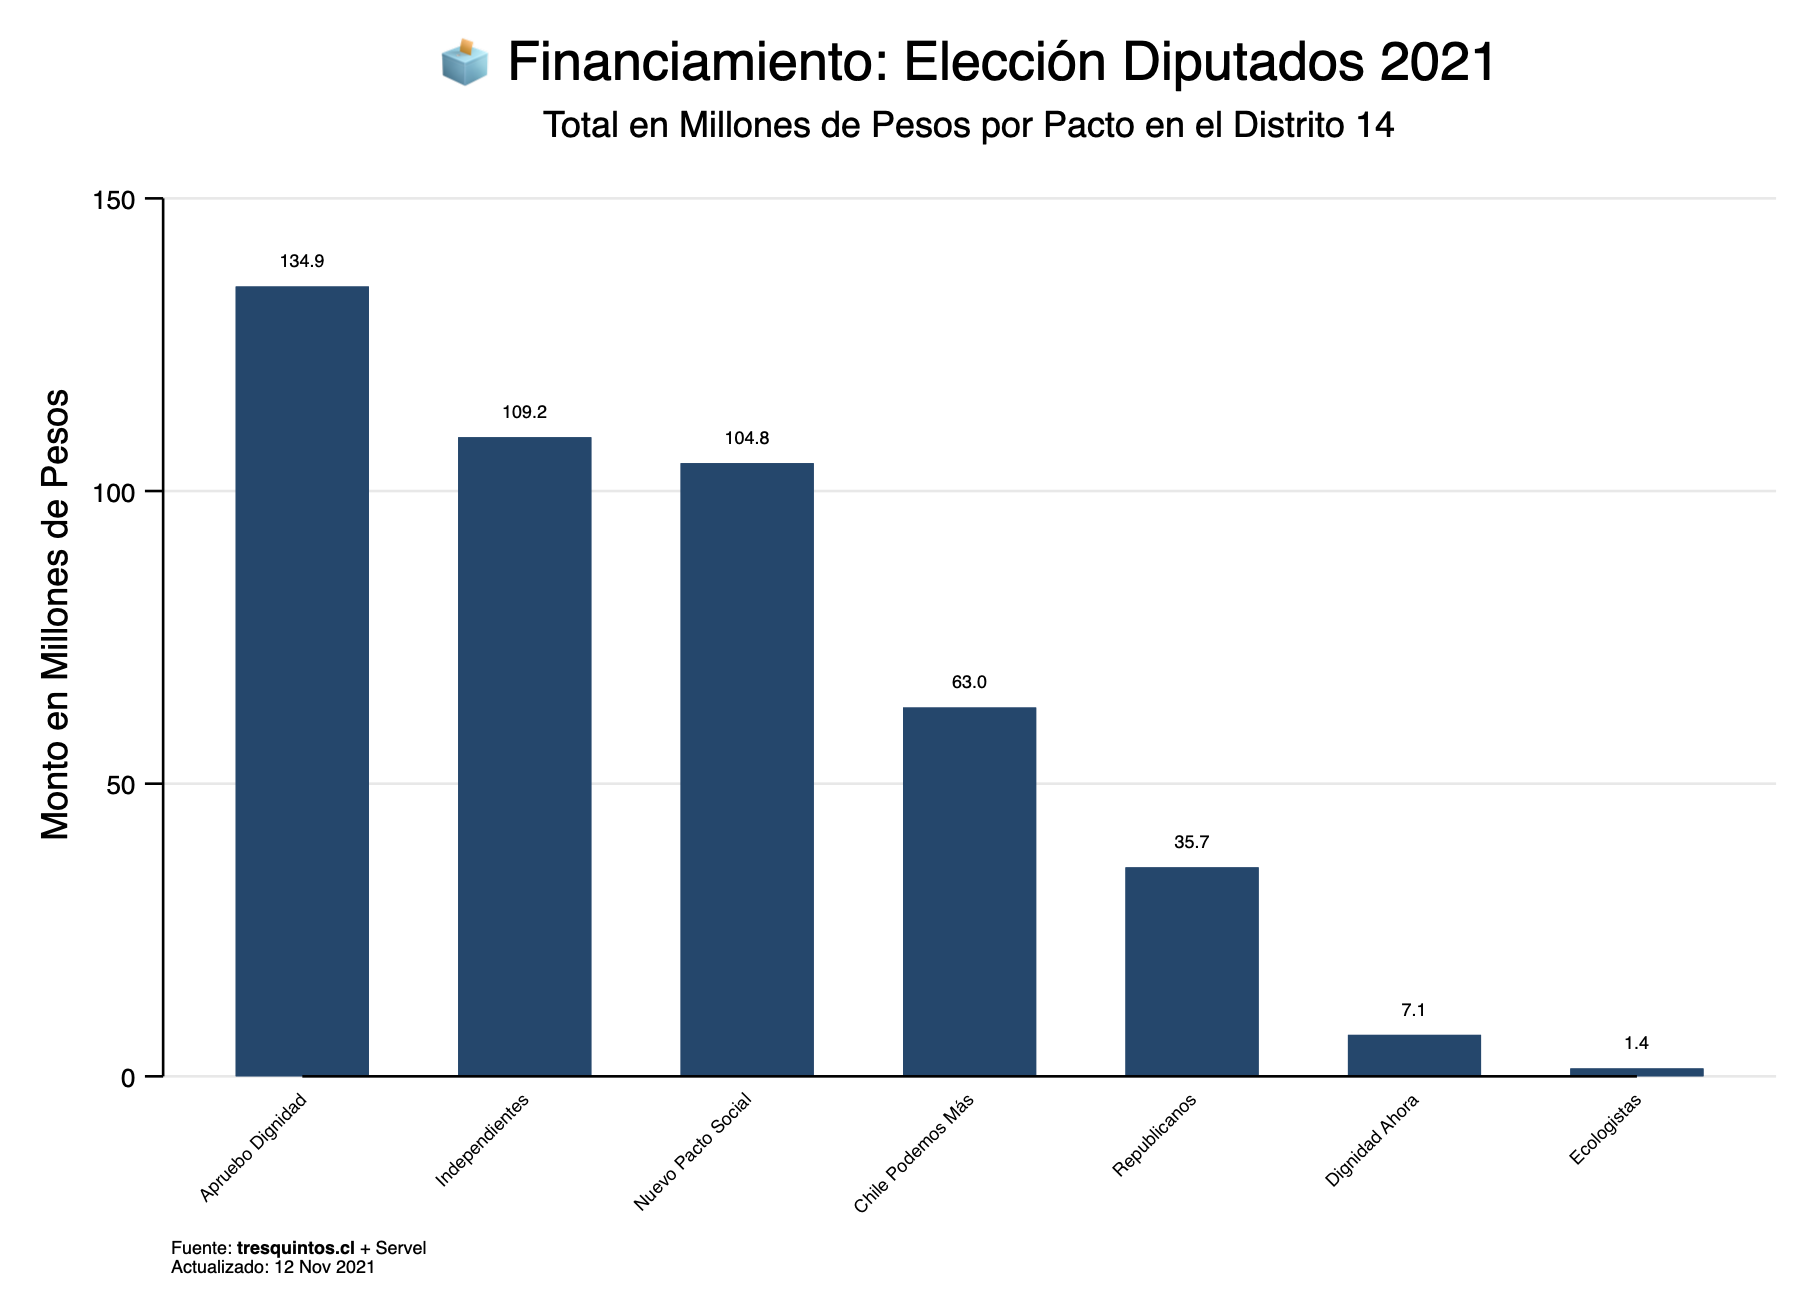 Financiamiento: Elección Diputados 2021
Total en Millones de Pesos por Pacto en el Distrito 14
Monto en Millones de Pesos
150
100
50
0
134.9
109.2
104.8
63.0
35.7
7.1
1.4
Apruebo Dignidad
Independientes
Nuevo Pacto Social
Chile Podemos Más
Republicanos
Dignidad Ahora
Ecologistas
Fuente: tresquintos.cl + Servel
Actualizado: 12 Nov 2021